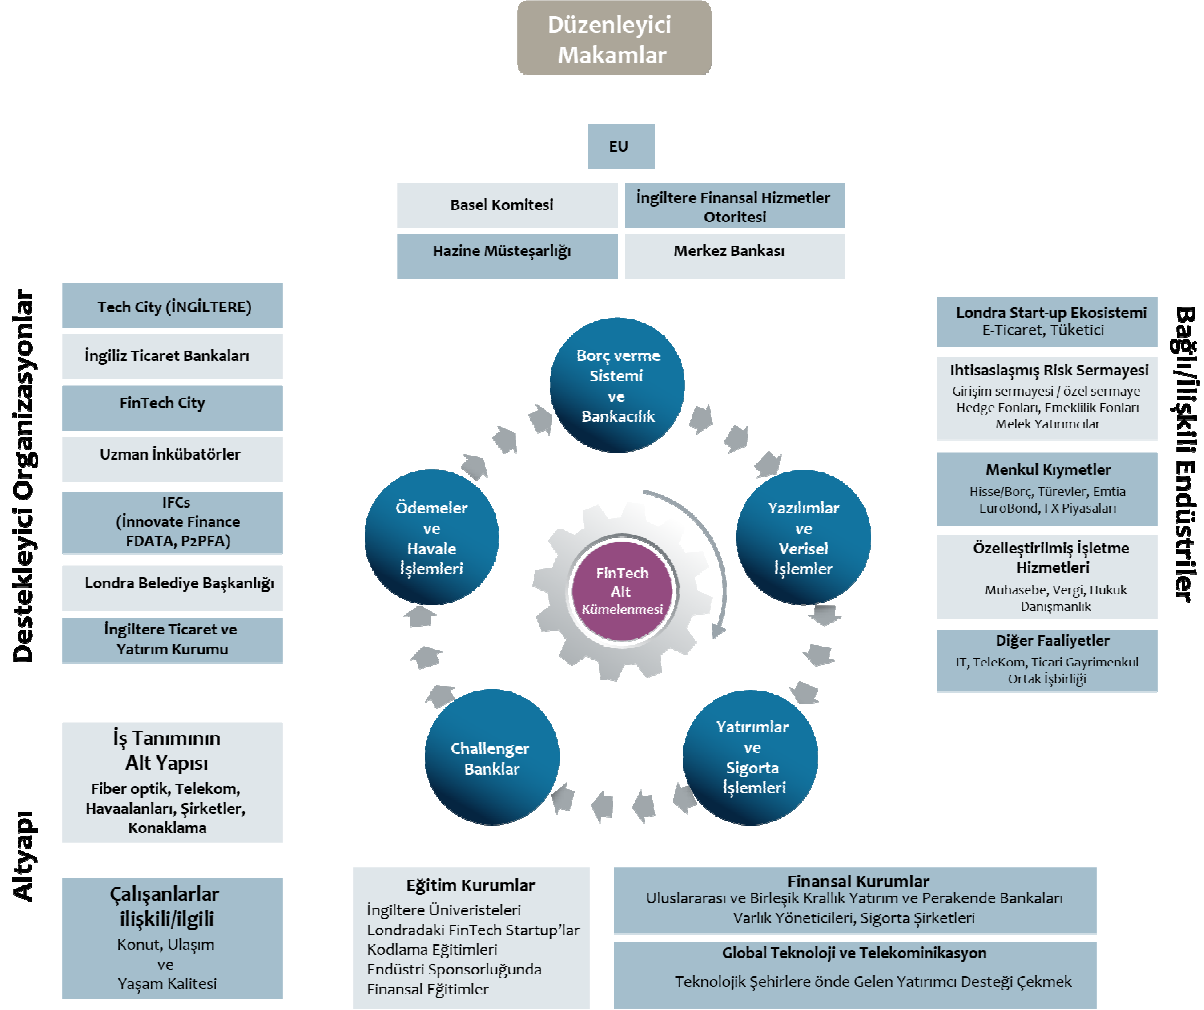 Düzenleyici
Makamlar
EU
Basel Komitesi
İngiltere Finansal Hizmetler
Otoritesi
Hazine Müsteşarlığı
Merkez Bankası
Destekleyici Organizasyonlar
Tech City (İNGİLTERE)
İngiliz Ticaret Bankaları
FinTech City
Uzman İnkübatörler
IFCs
(İnnovate Finance
FDATA, P2PFA)
Londra Belediye Başkanlığı
İngiltere Ticaret ve
Yatırım Kurumu
Borç verme
Sistemi
ve
Bankacılık
Ödemeler
ve
Havale
İşlemleri
Yazılımlar
ve
Verisel
İşlemler
FinTech
Alt
Kümelenmesi
Challenger
Banklar
Yatırımlar
ve
Sigorta
İşlemleri
Bağlı/İlişkili Endüstriler
Londra Start-up Ekosistemi
E-Ticaret, Tüketici
İhtisaslaşmış Risk Sermayesi
Girişim sermayesi / özel sermaye
Hedge Fonları, Emeklilik Fonları
Melek Yatırımcılar
Menkul Kıymetler
Hisse/Borç, Türevler, Emtia
EuroBond, FX Piyasaları
Özelleştirilmiş İşletme
Hizmetleri
Muhasebe, Vergi, Hukuk
Danışmanlık
Diğer Faaliyetler
IT, TeleKom, Ticari Gayrimenkul
Ortak İşbirliği
Altyapı
İş Tanımının
Alt Yapısı
Fiber optik, Telekom,
Havaalanları, Şirketler,
Konaklama
Çalışanlarlar
ilişkili/ilgili
Konut, Ulaşım
ve
Yaşam Kalitesi
Eğitim Kurumlar
İngiltere Üniveristeleri
Londradaki FinTech Startup'lar
Kodlama Eğitimleri
Endüstri Sponsorluğunda
Finansal Eğitimler
Finansal Kurumlar
Uluslararası ve Birleşik Krallık Yatırım ve Perakende Bankaları
Varlık Yöneticileri, Sigorta Şirketleri
Global Teknoloji ve Telekominikasyon
Teknolojik Şehirlere önde Gelen Yatırımcı Desteği Çekmek